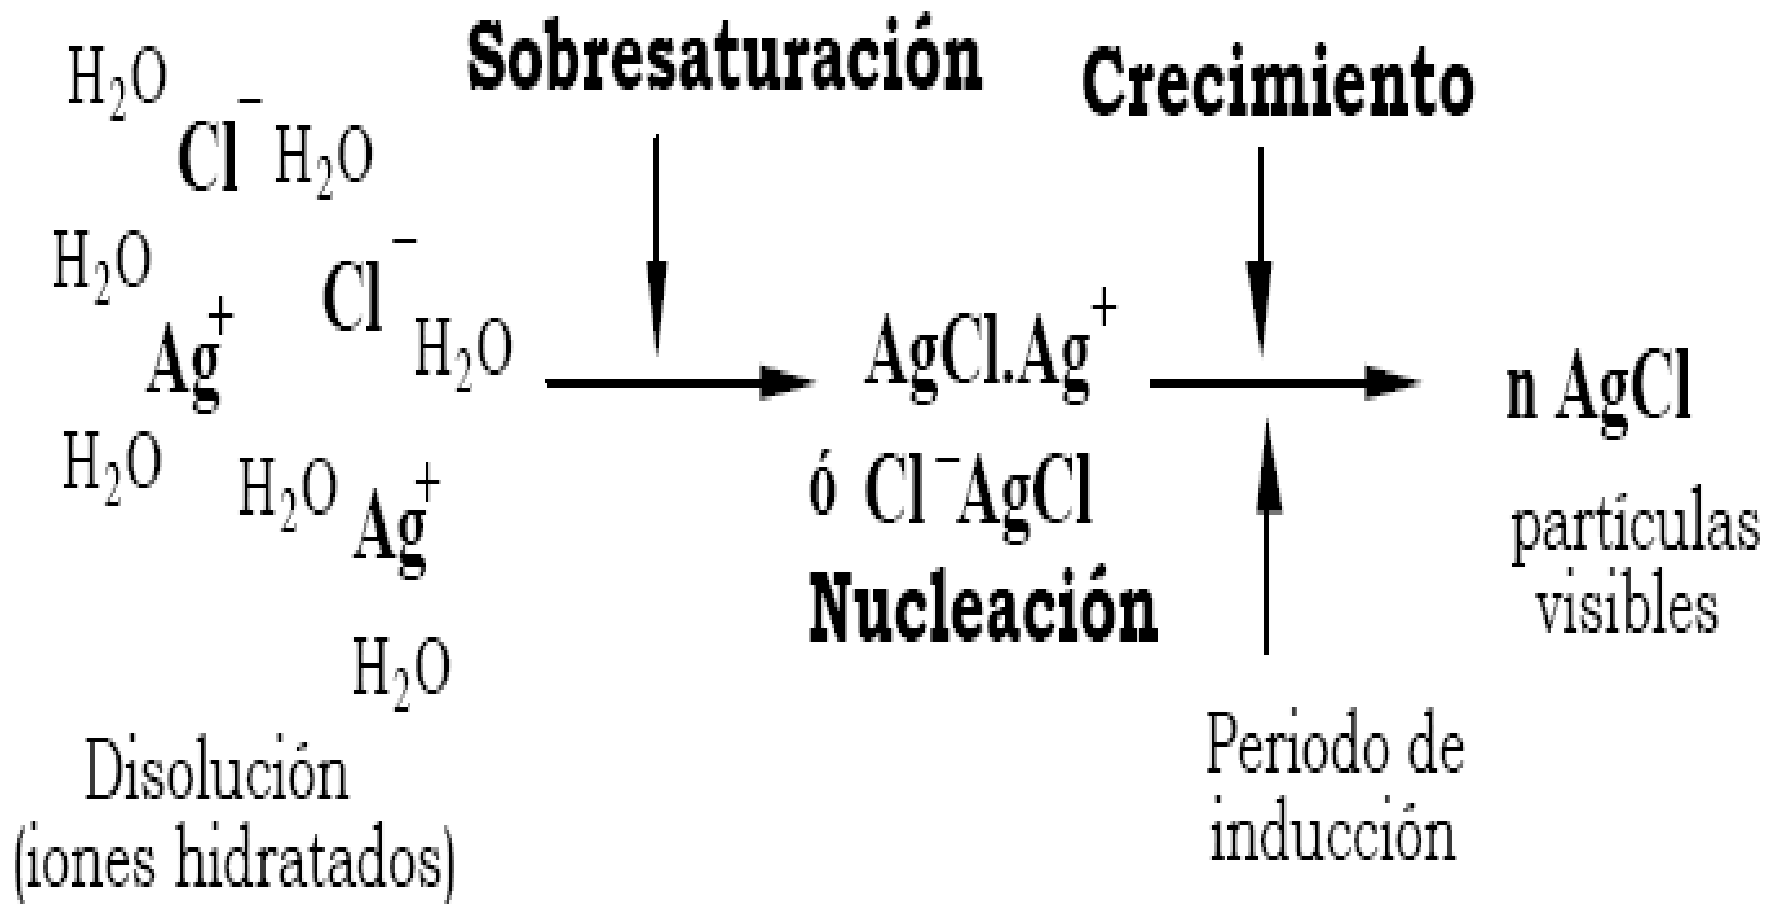 H₂O
Cl⁻ H₂O
H₂O
Cl⁻
Ag⁺
H₂O
H₂O
H₂O
Ag⁺
H₂O
Disolución
(iones hidratados)
Sobresaturación
AgCl.Ag⁺
ó Cl⁻AgCl
Nucleación
Crecimiento
Periodo de
inducción
n AgCl
partículas
visibles